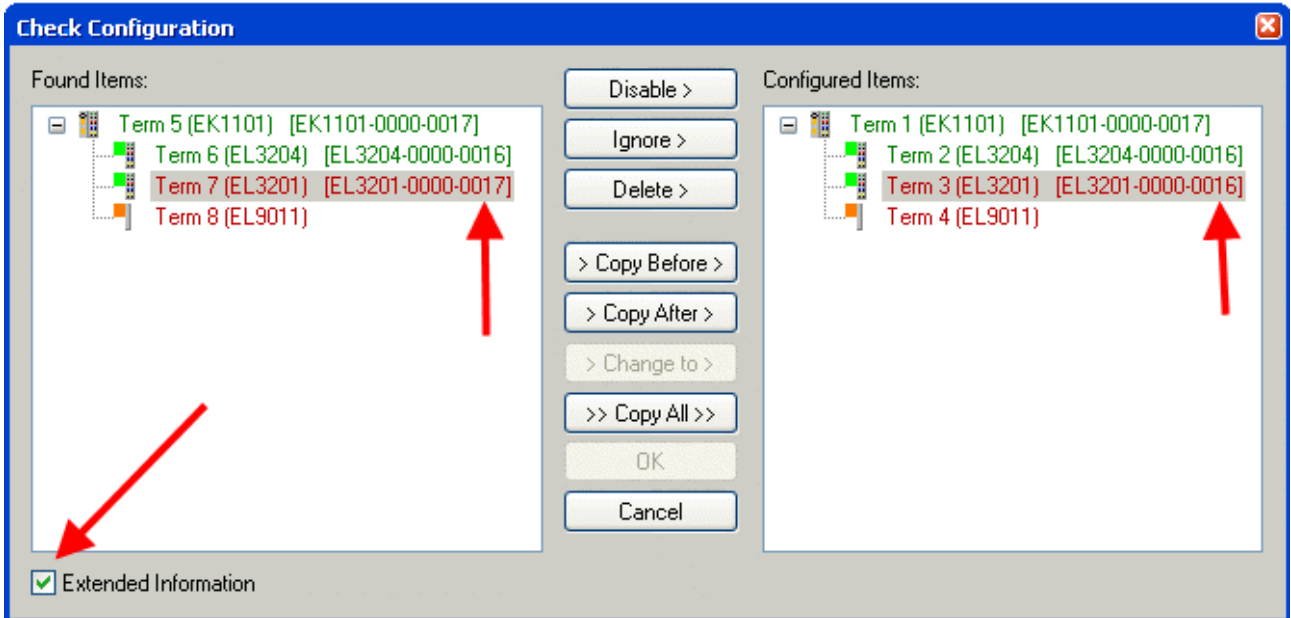 Check Configuration
Found Items:
Term 5 (EK1101) [EK1101-0000-0017]
Term 6 (EL3204) [EL3204-0000-0016]
Term 7 (EL3201) [EL3201-0000-0017]
Term 8 (EL9011)
Disable >
Ignore >
Delete >
> Copy Before >
> Copy After >
> Change to >
>> Copy All >>
OK
Cancel
Configured Items:
Term 1 (EK1101) [EK1101-0000-0017]
Term 2 (EL3204) [EL3204-0000-0016]
Term 3 (EL3201) [EL3201-0000-0016]
Term 4 (EL9011)
Extended Information